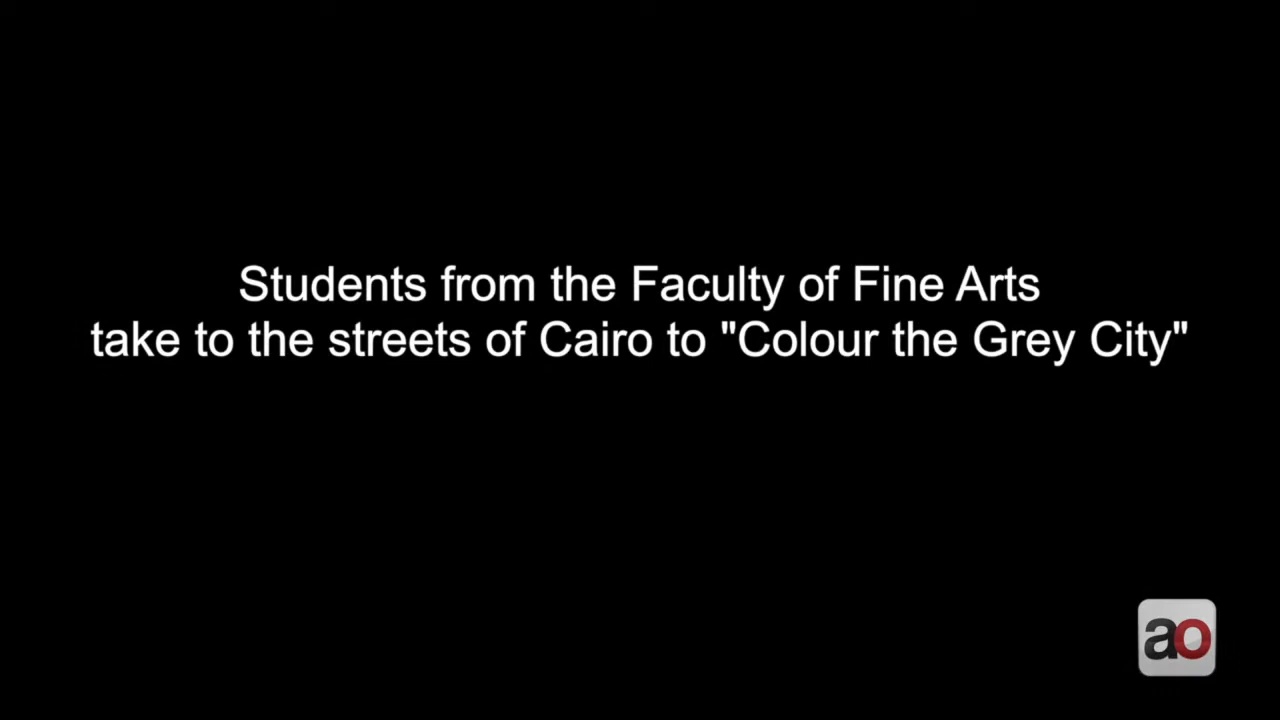 Students from the Faculty of Fine Arts
take to the streets of Cairo to "Colour the Grey City"
ao